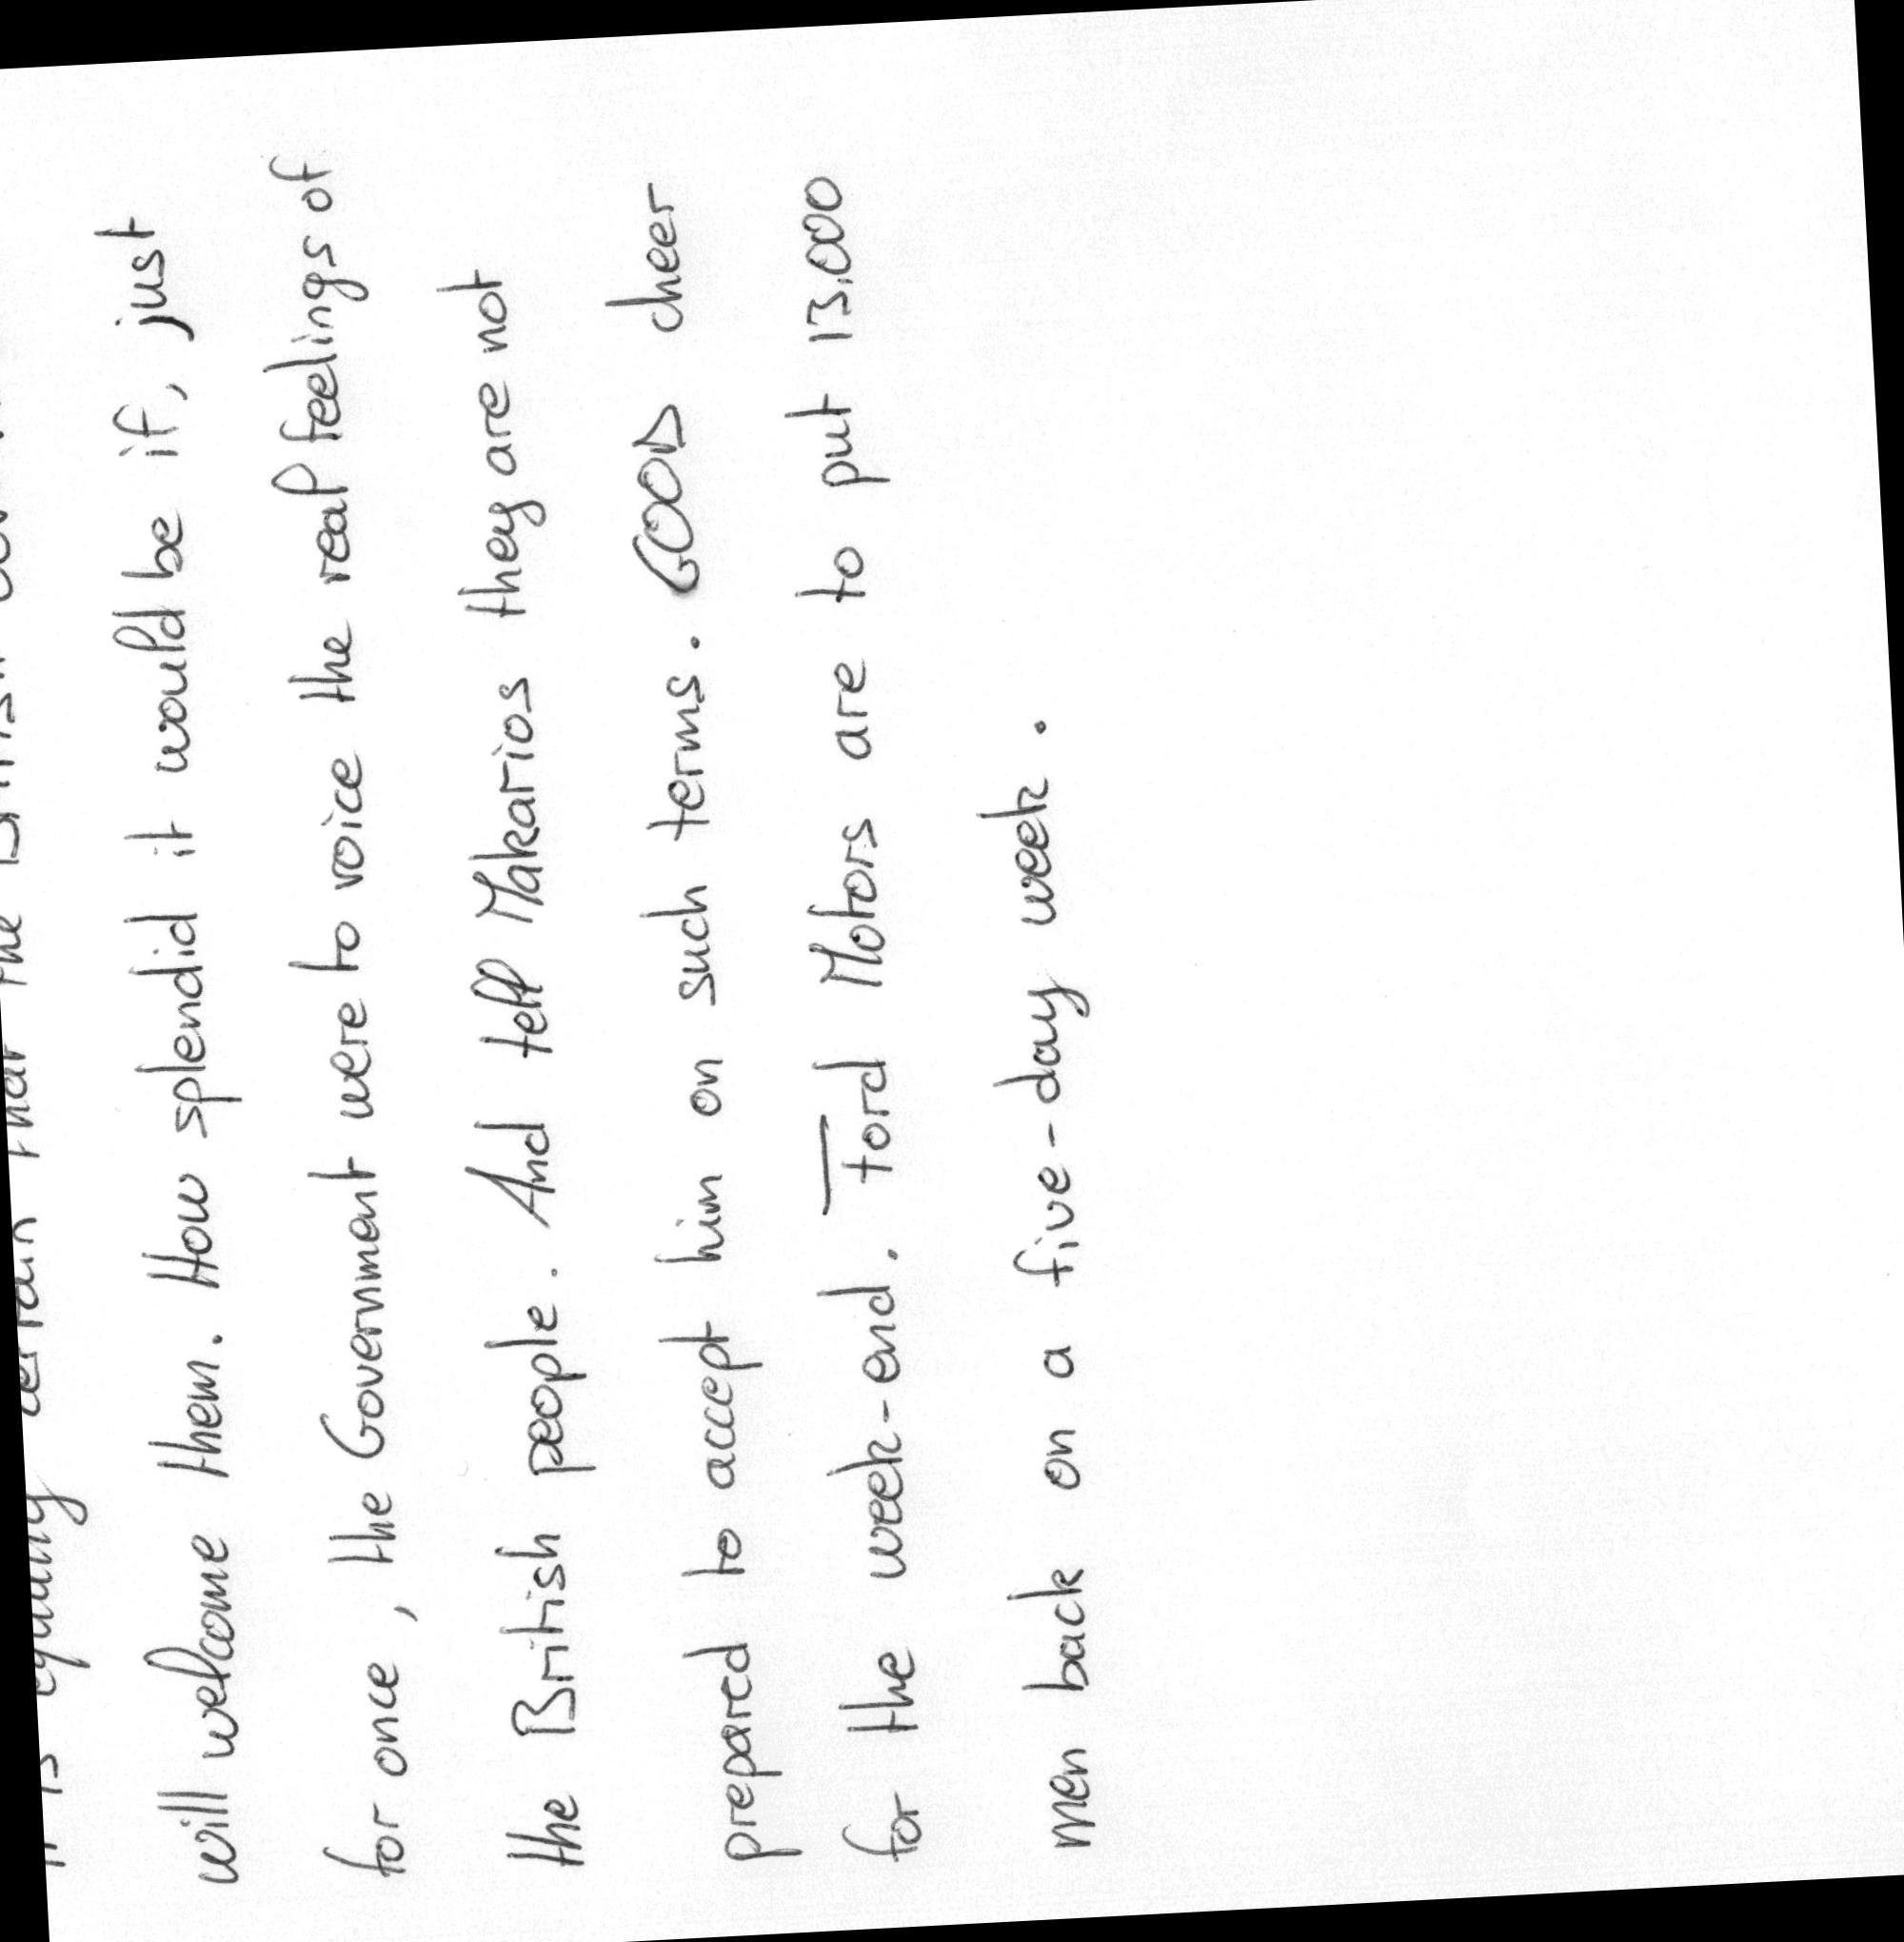 is equally certain that the British
will welcome them. How splendid it would be if, just
for once, the Government were to voice the real feelings of
the British people. And tell Makarios they are not
prepared to accept him on such terms. GOOD cheer
for the week-end. Ford Motors are to put 13,000
men back on a five-day week.